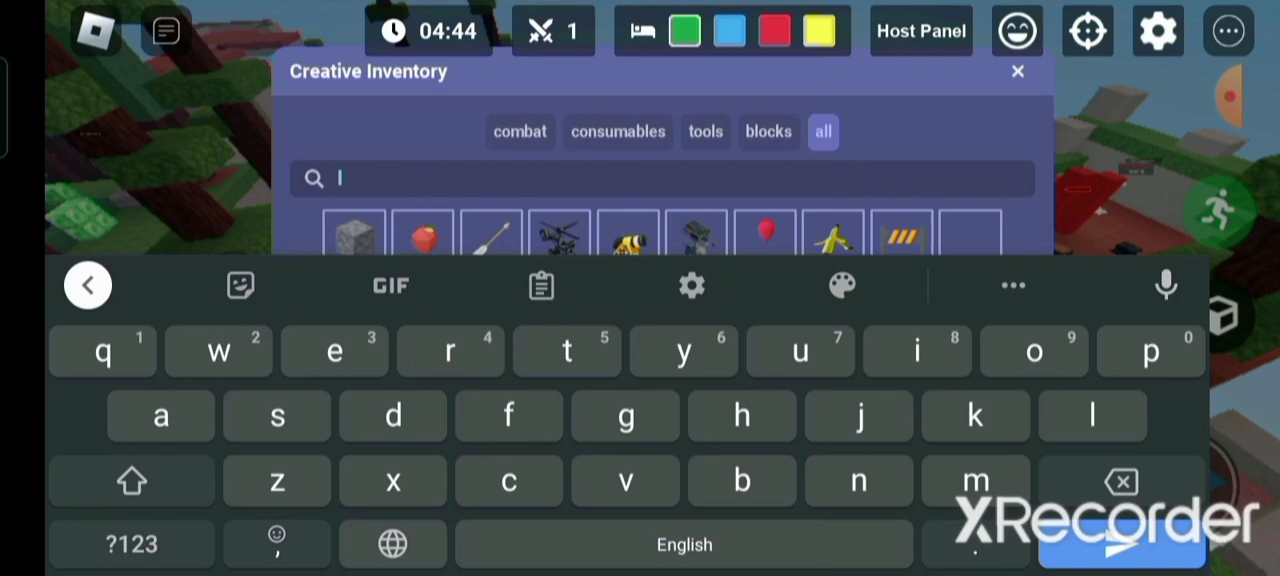 04:44
1
Host Panel
Creative Inventory
combat
consumables
tools
blocks
all
GIF
q 1 w 2 e 3 r 4 t 5 y 6 u 7 i 8 o 9 p 0
a s d f g h j k l
z x c v b n m
?123 , English .
XRecorder